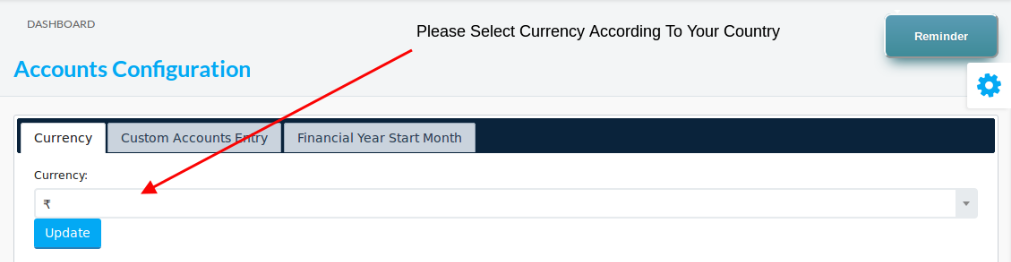 DASHBOARD
Please Select Currency According To Your Country
Reminder
Accounts Configuration
Currency
Custom Accounts Entry
Financial Year Start Month
Currency:
₹
Update